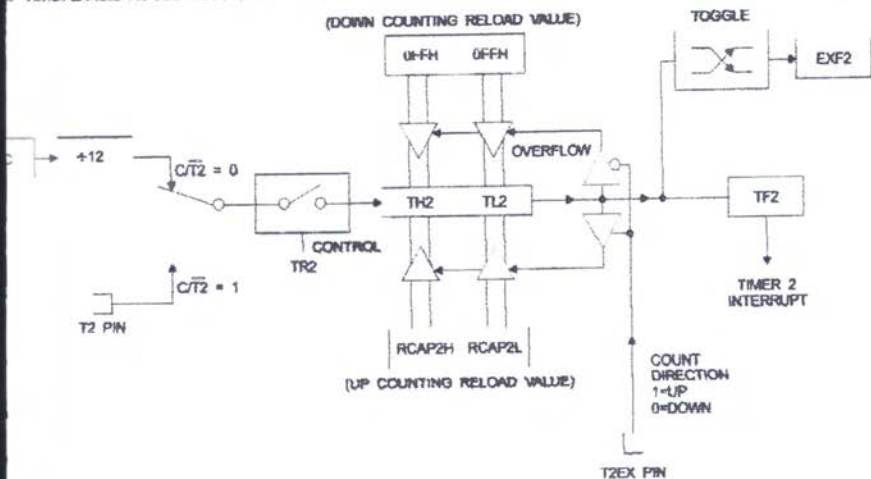 (DOWN COUNTING RELOAD VALUE)
TOGGLE
0FFH 0FFH
EXF2
OVERFLOW
C
÷12
C/T2 = 0
TH2 TL2
TF2
CONTROL
TR2
C/T2 = 1
T2 PIN
TIMER 2
INTERRUPT
RCAP2H RCAP2L
(UP COUNTING RELOAD VALUE)
COUNT
DIRECTION
1=UP
0=DOWN
T2EX PIN